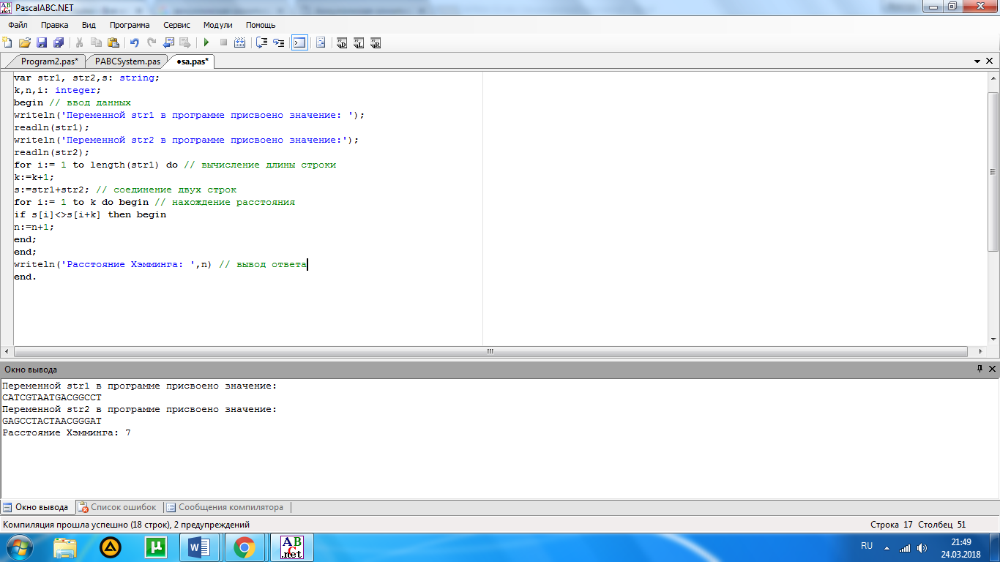 PascalABC.NET
Файл Правка Вид Программа Сервис Модули Помощь
Program2.pas* PABCSystem.pas •sa.pas*
var str1, str2,s: string;
k,n,i: integer;
begin // ввод данных
writeln('Переменной str1 в программе присвоено значение: ');
readln(str1);
writeln('Переменной str2 в программе присвоено значение:');
readln(str2);
for i:= 1 to length(str1) do // вычисление длины строки
k:=k+1;
s:=str1+str2; // соединение двух строк
for i:= 1 to k do begin // нахождение расстояния
if s[i]<>s[i+k] then begin
n:=n+1;
end;
end;
writeln('Расстояние Хэмминга: ',n) // вывод ответа
end.
Окно вывода
Переменной str1 в программе присвоено значение:
CATCGTAATGACGGCCT
Переменной str2 в программе присвоено значение:
GAGCCTACTAACGGGAT
Расстояние Хэмминга: 7
Окно вывода Список ошибок Сообщения компилятора
Компиляция прошла успешно (18 строк), 2 предупреждений Строка 17 Столбец 51
RU 21:49
24.03.2018